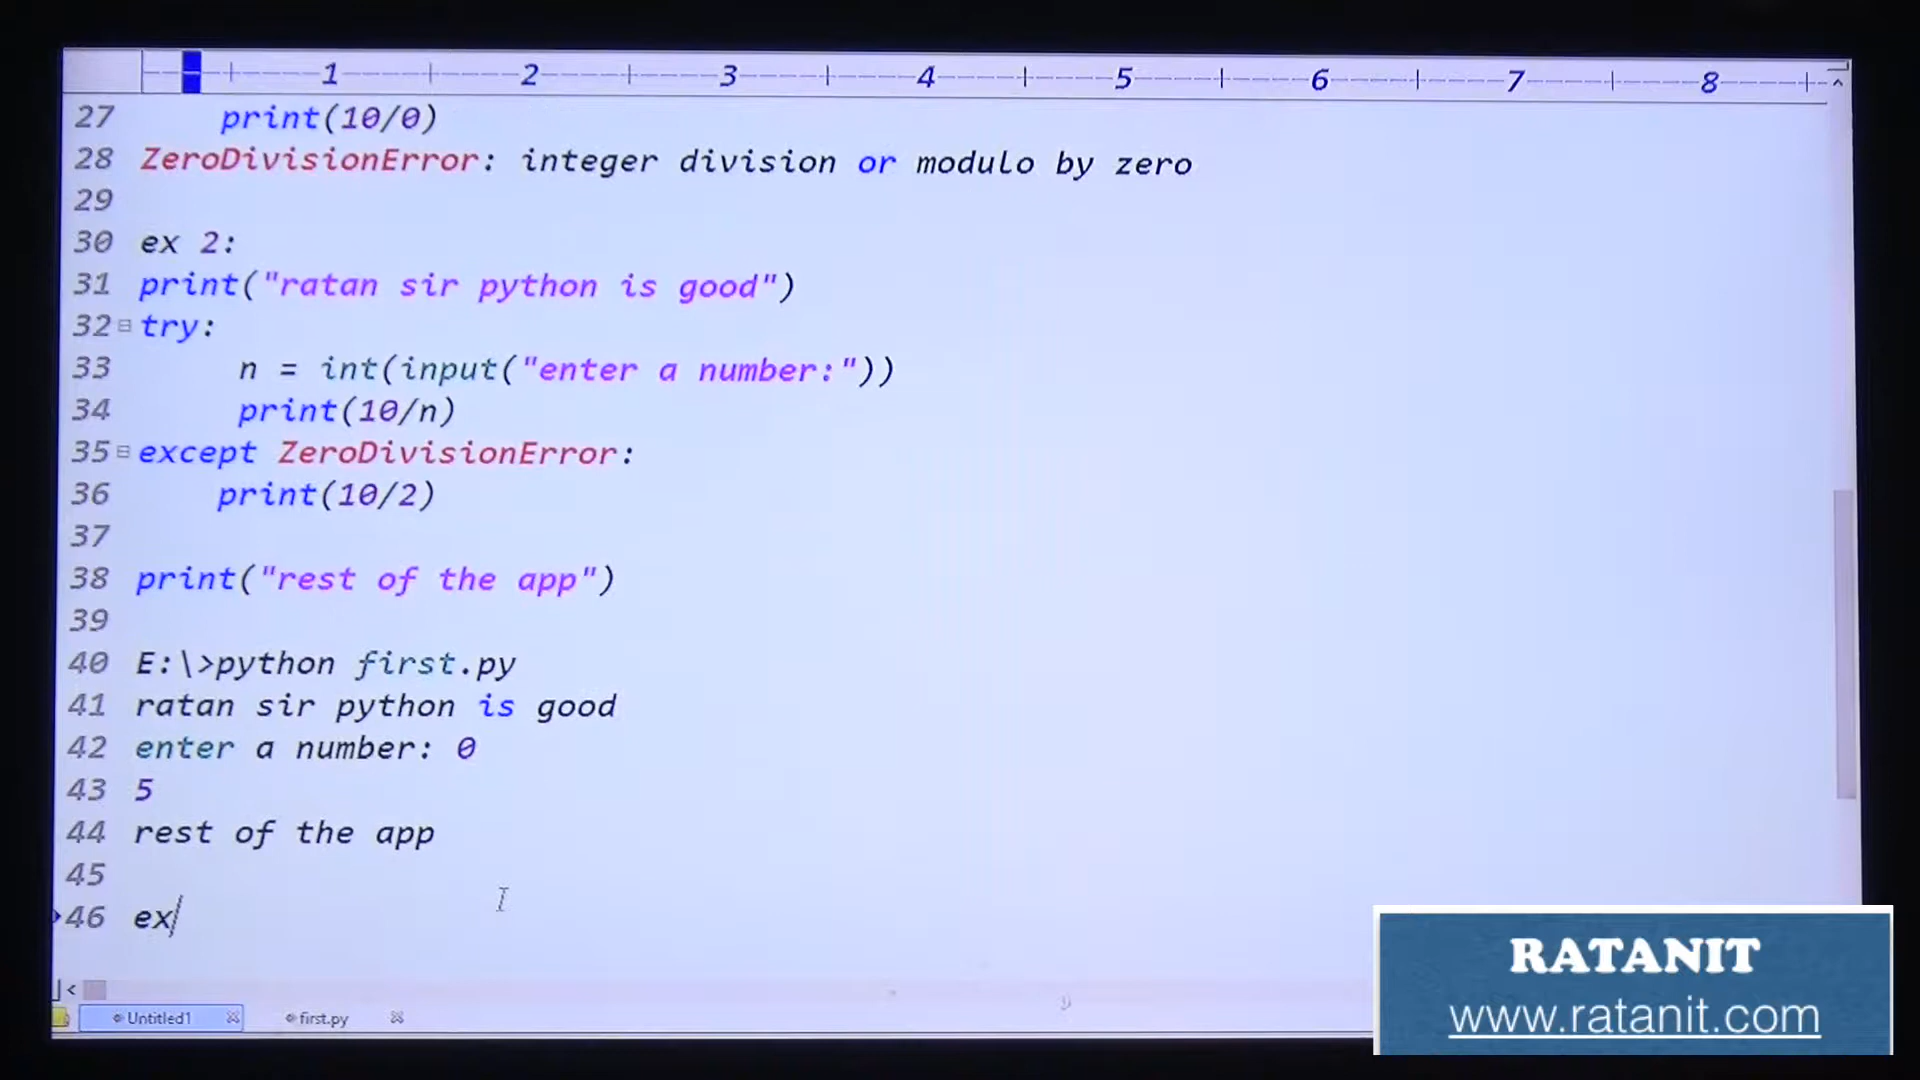 1 2 3 4 5 6 7 8
27 print(10/0)
28 ZeroDivisionError: integer division or modulo by zero
29
30 ex 2:
31 print("ratan sir python is good")
32 try:
33 n = int(input("enter a number:"))
34 print(10/n)
35 except ZeroDivisionError:
36 print(10/2)
37
38 print("rest of the app")
39
40 E:\>python first.py
41 ratan sir python is good
42 enter a number: 0
43 5
44 rest of the app
45
46 ex
Untitled1 first.py
RATANIT
www.ratanit.com